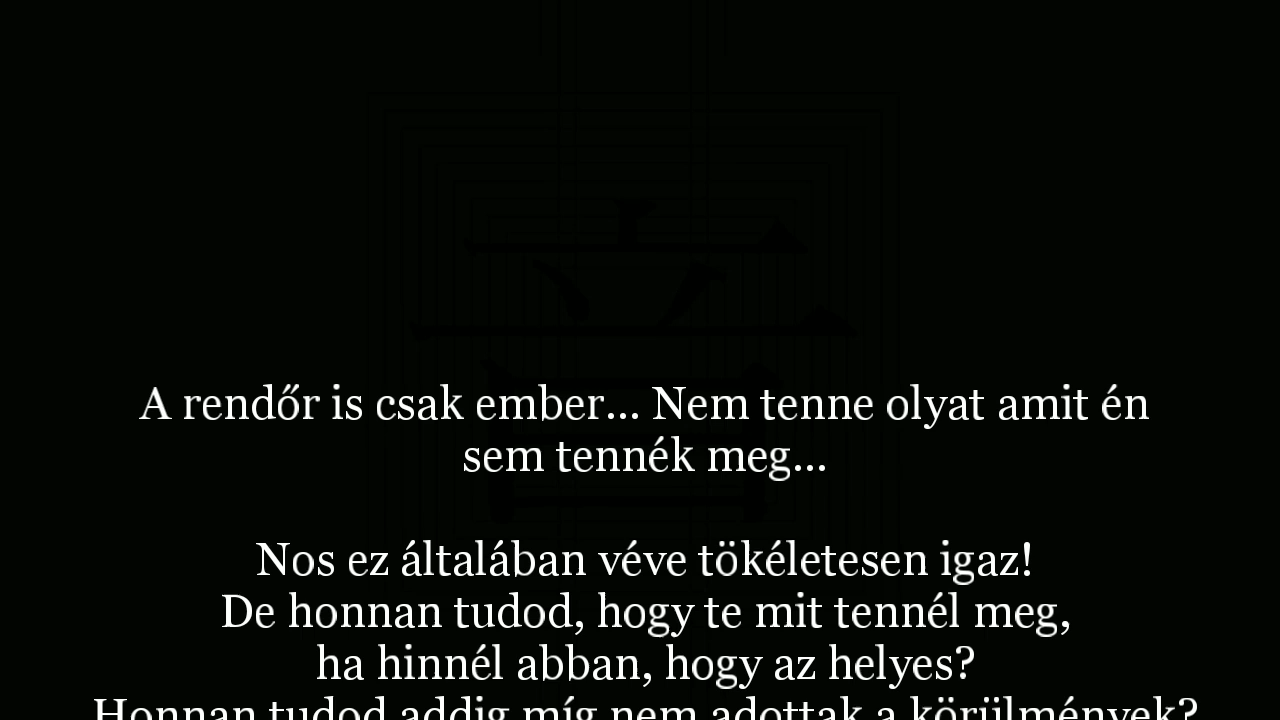 A rendőr is csak ember... Nem tenne olyat amit én
sem tennék meg...
Nos ez általában véve tökéletesen igaz!
De honnan tudod, hogy te mit tennél meg,
ha hinnél abban, hogy az helyes?
Honnan tudod addig míg nem adottak a körülmények?